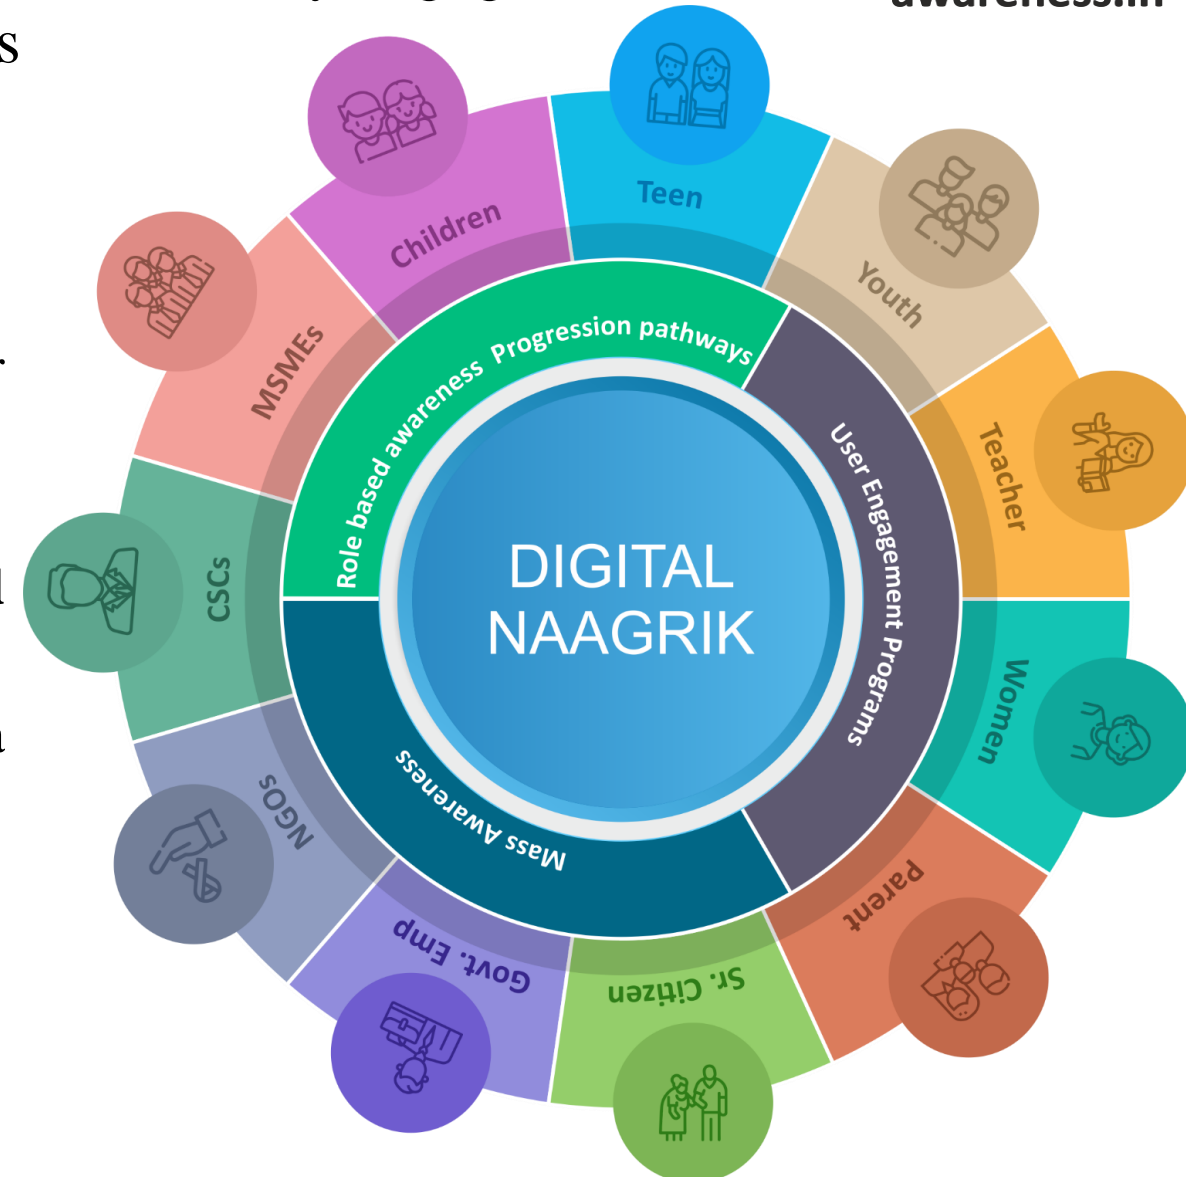 s
r
d
a
DIGITAL
NAAGRIK
Role based awareness Progression pathways
User Engagement Programs
Mass Awareness
Teen
Youth
Teacher
Women
Parent
Sr. Citizen
Govt. Emp
NGOs
CSCs
MSMEs
Children